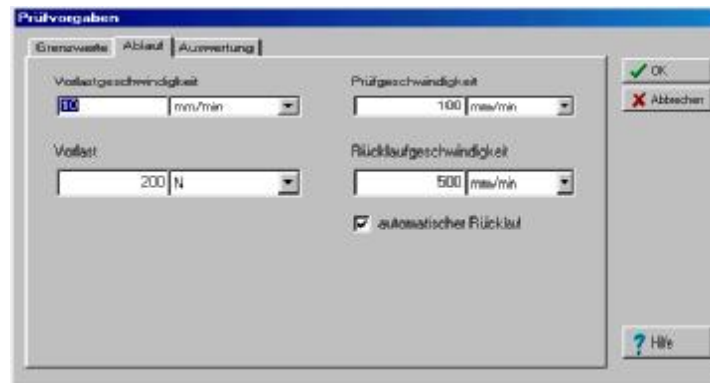 Prüfvorgaben
Grenzwerte Ablauf Auswertung
Vorlastgeschwindigkeit
10 mm/min
Prüfgeschwindigkeit
100 mm/min
Vorlast
200 N
Rücklaufgeschwindigkeit
500 mm/min
automatischer Rücklauf
OK
Abbrechen
Hilfe